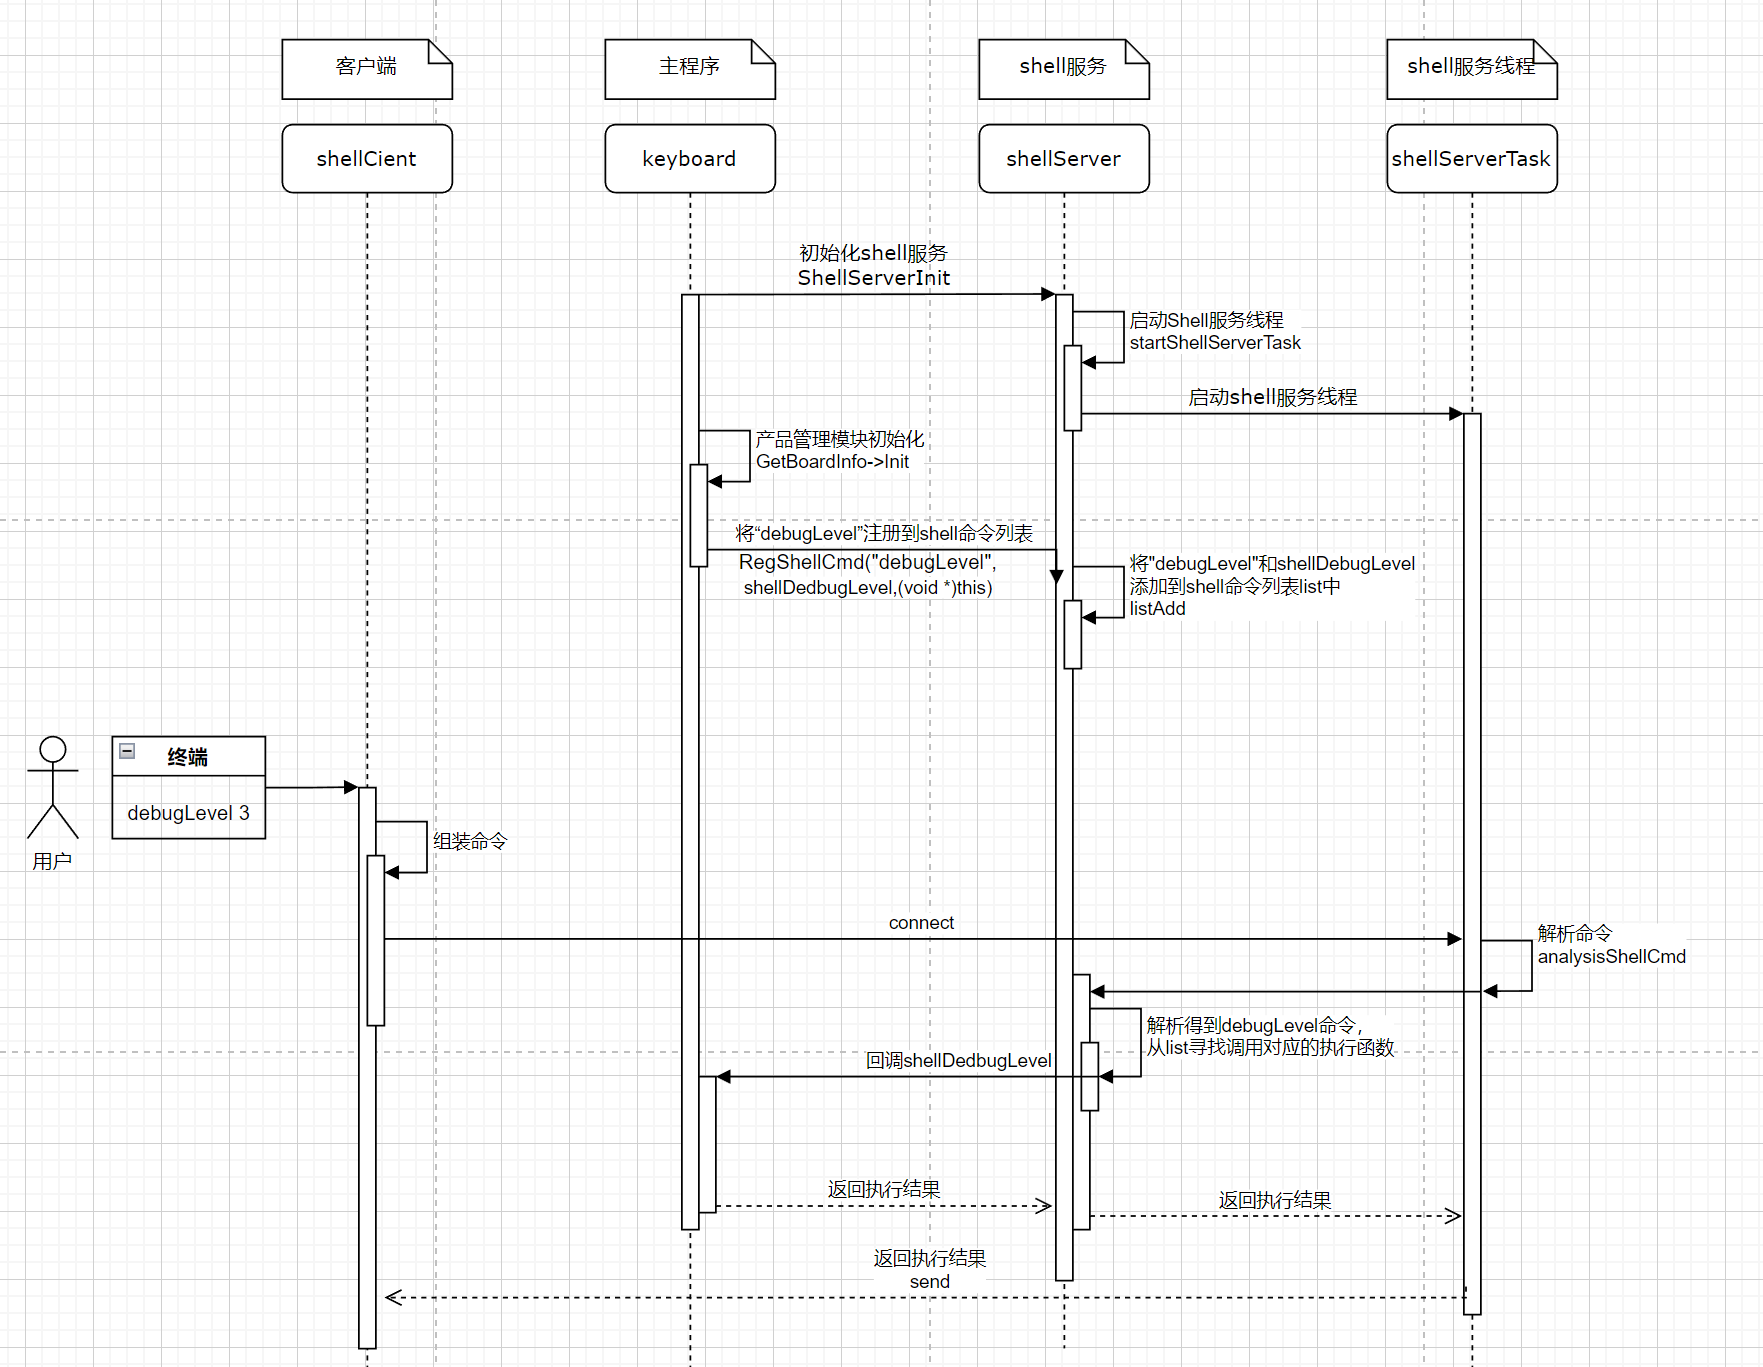 客户端
主程序
shell服务
shell服务线程
shellCient
keyboard
shellServer
shellServerTask
初始化shell服务
ShellServerInit
启动Shell服务线程
startShellServerTask
启动shell服务线程
产品管理模块初始化
GetBoardInfo->Init
将“debugLevel”注册到shell命令列表
RegShellCmd("debugLevel",
shellDedbugLevel,(void *)this)
将"debugLevel"和shellDebugLevel
添加到shell命令列表list中
listAdd
终端
debugLevel 3
用户
组装命令
connect
解析命令
analysisShellCmd
解析得到debugLevel命令，
从list寻找调用对应的执行函数
回调shellDedbugLevel
返回执行结果
返回执行结果
返回执行结果
send